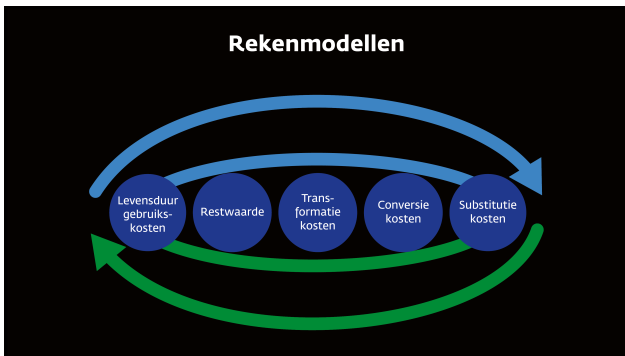 Rekenmodellen
Levensduur
gebruiks-
kosten
Restwaarde
Trans-
formatie
kosten
Conversie
kosten
Substitutie
kosten